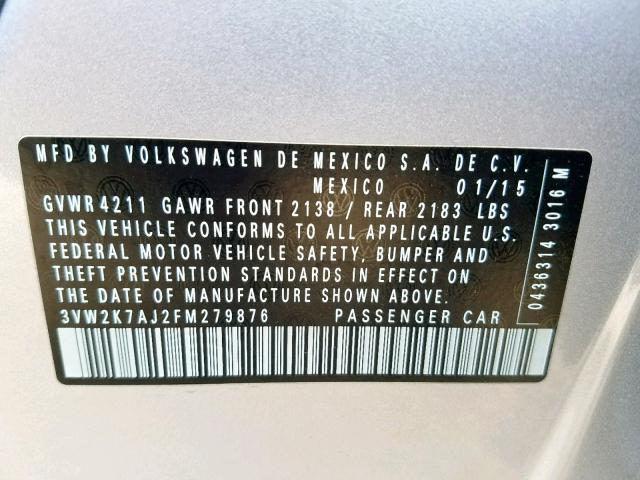 MFD BY VOLKSWAGEN DE MEXICO S.A. DE C.V.
MEXICO 01/15
GVWR 4211 GAWR FRONT 2138 / REAR 2183 LBS
THIS VEHICLE CONFORMS TO ALL APPLICABLE U.S.
FEDERAL MOTOR VEHICLE SAFETY, BUMPER AND
THEFT PREVENTION STANDARDS IN EFFECT ON
THE DATE OF MANUFACTURE SHOWN ABOVE.
3VW2K7AJ2FM279876 PASSENGER CAR
0436314 3016 M